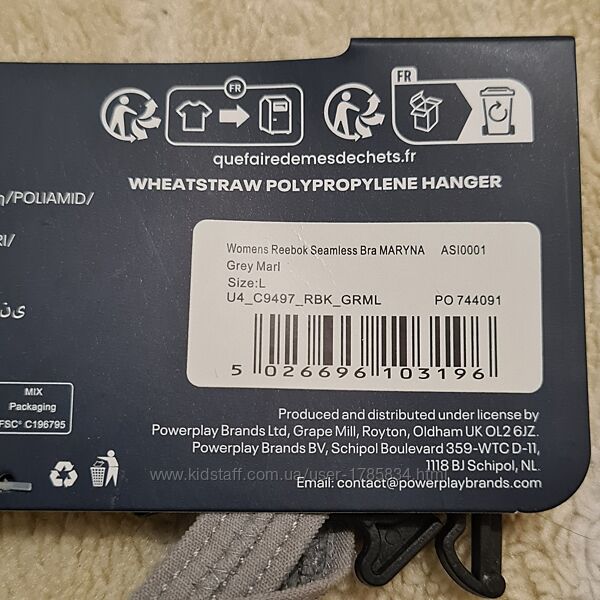 FR
FR
quefairedemesdechets.fr
WHEATSTRAW POLYPROPYLENE HANGER
/POLIAMID/
RI/
Womens Reebok Seamless Bra MARYNA ASI0001
Grey Marl
Size:L
U4_C9497_RBK_GRML PO 744091
5 026696 103196
MIX
Packaging
FSC® C196795
Produced and distributed under license by
Powerplay Brands Ltd, Grape Mill, Royton, Oldham UK OL2 6JZ.
Powerplay Brands BV, Schipol Boulevard 359-WTC D-11,
1118 BJ Schipol, NL.
Email: contact@powerplaybrands.com
www.kidstaff.com.ua/user-1785834.html